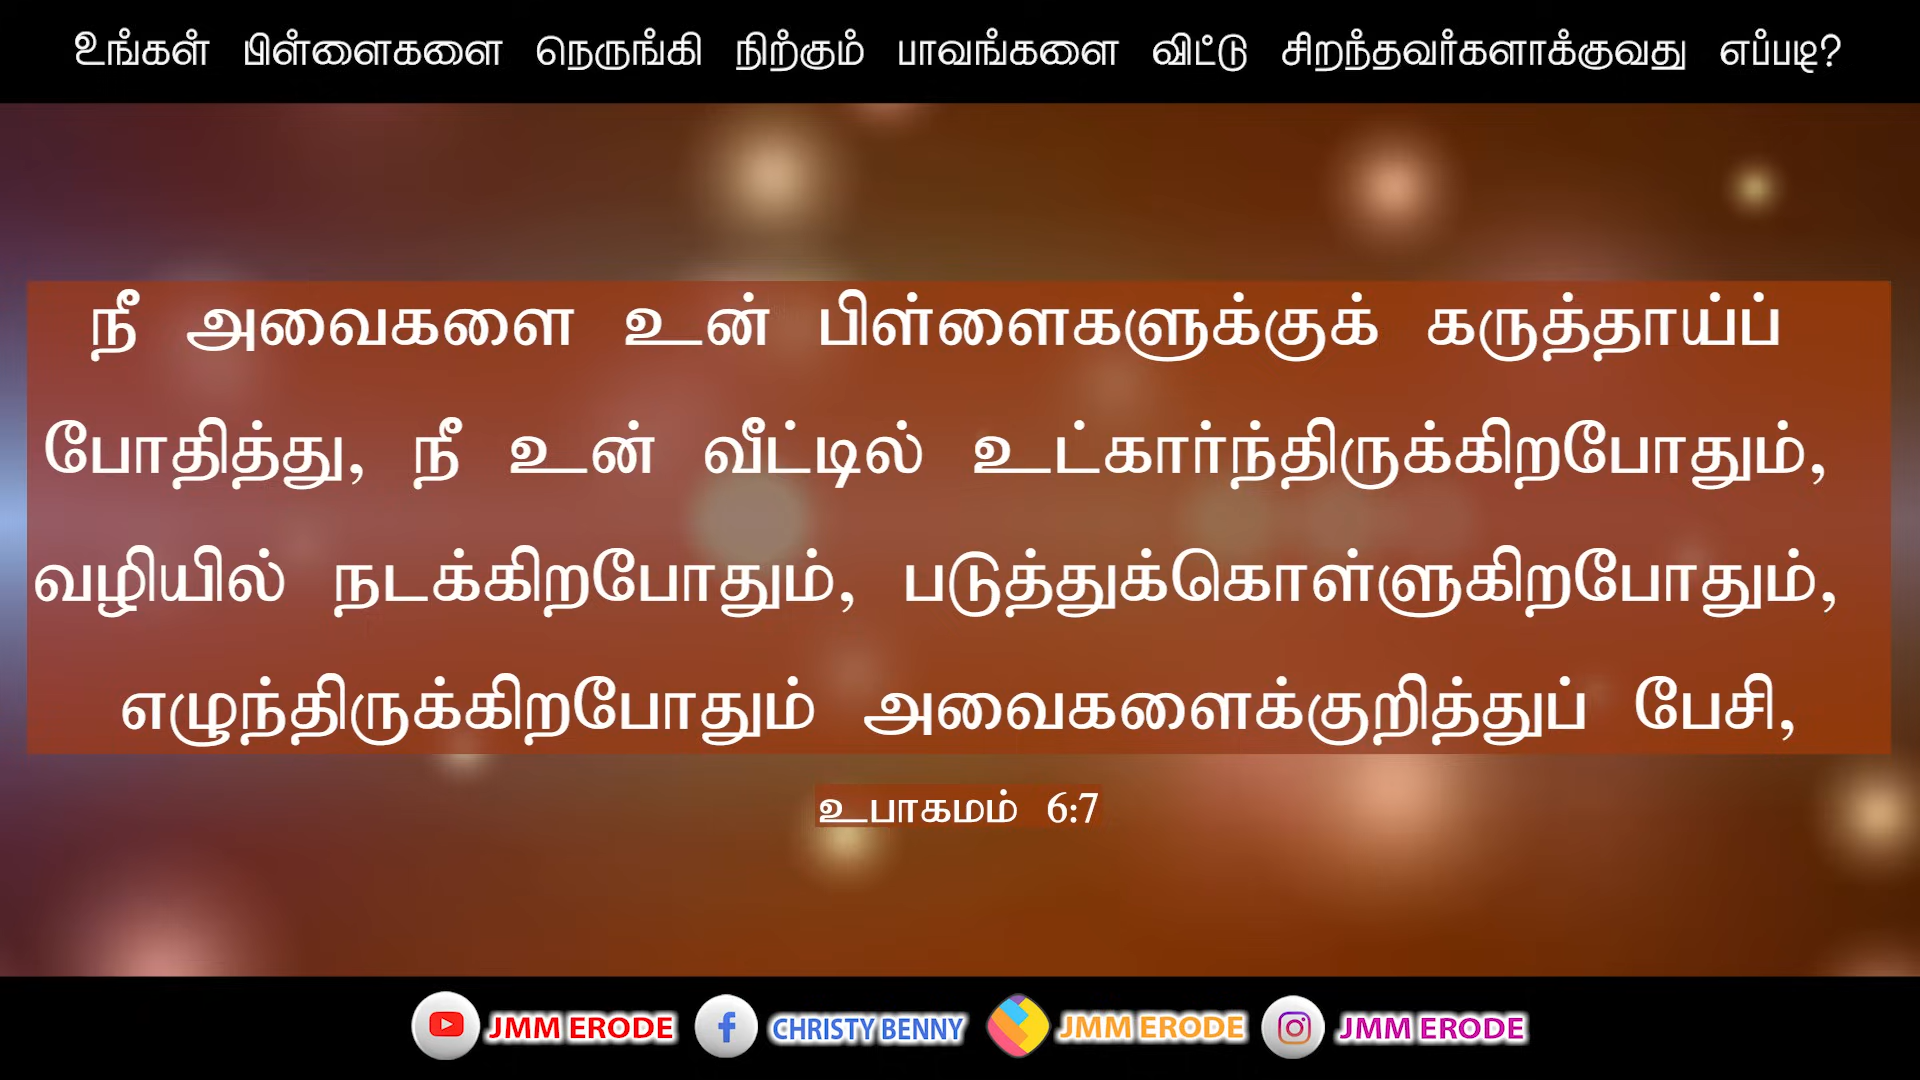 உங்கள் பிள்ளைகளை நெருங்கி நிற்கும் பாவங்களை விட்டு சிறந்தவர்களாக்குவது எப்படி?
நீ அவைகளை உன் பிள்ளைகளுக்குக் கருத்தாய்ப்
போதித்து, நீ உன் வீட்டில் உட்கார்ந்திருக்கிறபோதும்,
வழியில் நடக்கிறபோதும், படுத்துக்கொள்ளுகிறபோதும்,
எழுந்திருக்கிறபோதும் அவைகளைக்குறித்துப் பேசி,
உபாகமம் 6:7
JMM ERODE CHRISTY BENNY JMM ERODE JMM ERODE